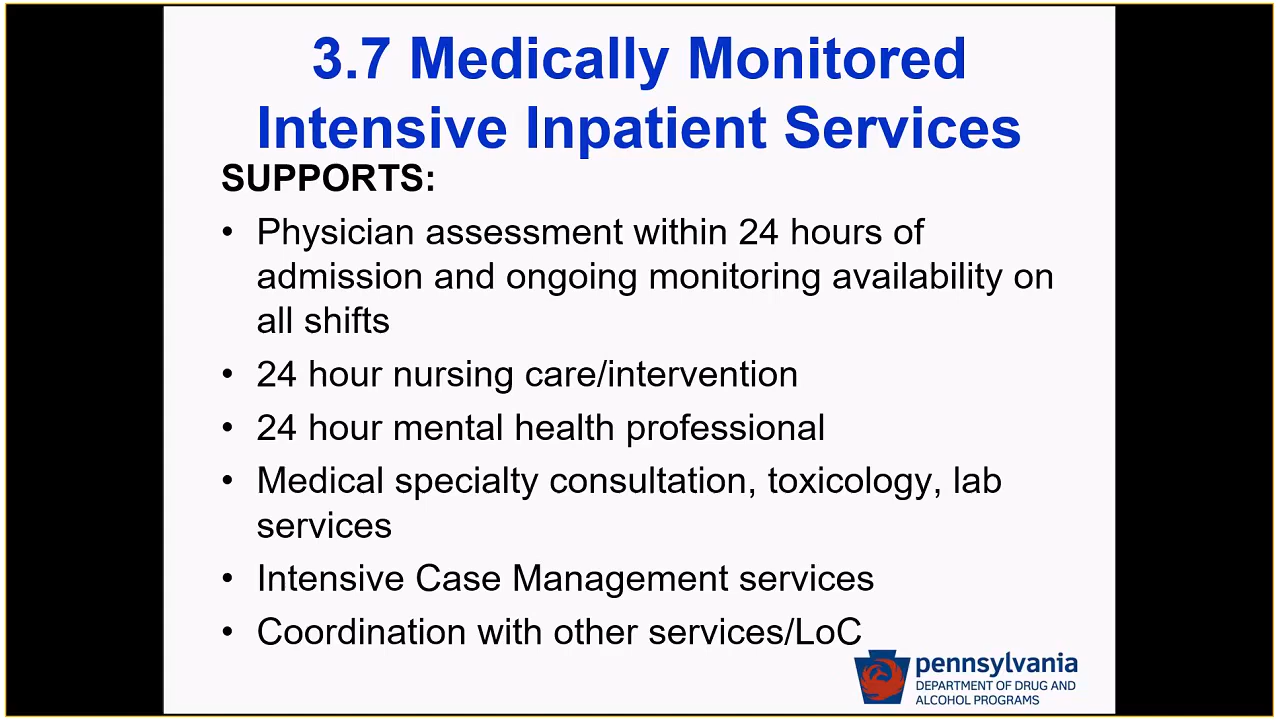 3.7 Medically Monitored
Intensive Inpatient Services
SUPPORTS:
• Physician assessment within 24 hours of
admission and ongoing monitoring availability on
all shifts
• 24 hour nursing care/intervention
• 24 hour mental health professional
• Medical specialty consultation, toxicology, lab
services
• Intensive Case Management services
• Coordination with other services/LoC
pennsylvania
DEPARTMENT OF DRUG AND
ALCOHOL PROGRAMS